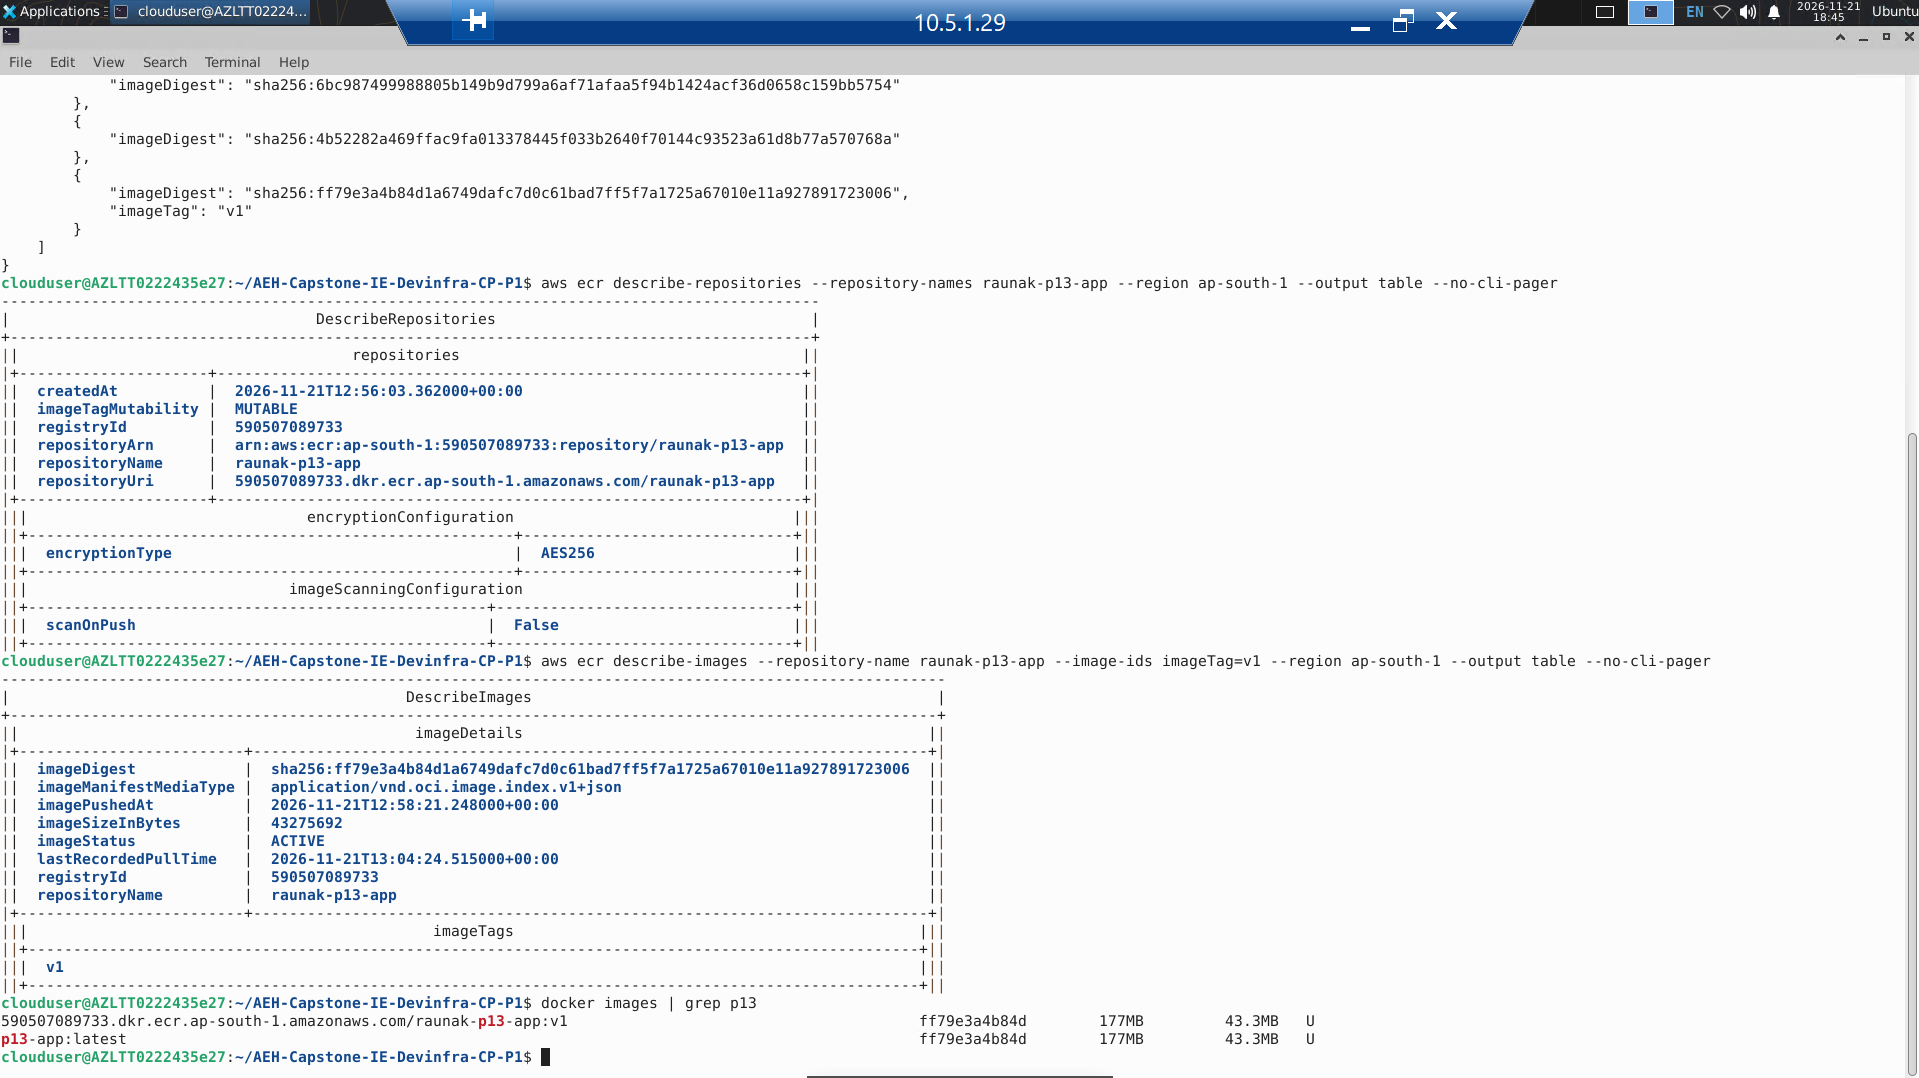 Applications
clouduser@AZLTT02224...
10.5.1.29
EN
2026-11-21
18:45
Ubuntu
File Edit View Search Terminal Help
            "imageDigest": "sha256:6bc987499988805b149b9d799a6af71afaa5f94b1424acf36d0658c159bb5754"
        },
        {
            "imageDigest": "sha256:4b52282a469ffac9fa013378445f033b2640f70144c93523a61d8b77a570768a"
        },
        {
            "imageDigest": "sha256:ff79e3a4b84d1a6749dafc7d0c61bad7ff5f7a1725a67010e11a927891723006",
            "imageTag": "v1"
        }
    ]
}
clouduser@AZLTT0222435e27:~/AEH-Capstone-IE-Devinfra-CP-P1$ aws ecr describe-repositories --repository-names raunak-p13-app --region ap-south-1 --output table --no-cli-pager
| DescribeRepositories |
|| repositories ||
|| createdAt | 2026-11-21T12:56:03.362000+00:00 ||
|| imageTagMutability | MUTABLE ||
|| registryId | 590507089733 ||
|| repositoryArn | arn:aws:ecr:ap-south-1:590507089733:repository/raunak-p13-app ||
|| repositoryName | raunak-p13-app ||
|| repositoryUri | 590507089733.dkr.ecr.ap-south-1.amazonaws.com/raunak-p13-app ||
||| encryptionConfiguration |||
||| encryptionType | AES256 |||
||| imageScanningConfiguration |||
||| scanOnPush | False |||
clouduser@AZLTT0222435e27:~/AEH-Capstone-IE-Devinfra-CP-P1$ aws ecr describe-images --repository-name raunak-p13-app --image-ids imageTag=v1 --region ap-south-1 --output table --no-cli-pager
| DescribeImages |
|| imageDetails ||
|| imageDigest | sha256:ff79e3a4b84d1a6749dafc7d0c61bad7ff5f7a1725a67010e11a927891723006 ||
|| imageManifestMediaType | application/vnd.oci.image.index.v1+json ||
|| imagePushedAt | 2026-11-21T12:58:21.248000+00:00 ||
|| imageSizeInBytes | 43275692 ||
|| imageStatus | ACTIVE ||
|| lastRecordedPullTime | 2026-11-21T13:04:24.515000+00:00 ||
|| registryId | 590507089733 ||
|| repositoryName | raunak-p13-app ||
||| imageTags |||
||| v1 |||
clouduser@AZLTT0222435e27:~/AEH-Capstone-IE-Devinfra-CP-P1$ docker images | grep p13
590507089733.dkr.ecr.ap-south-1.amazonaws.com/raunak-p13-app:v1 ff79e3a4b84d 177MB 43.3MB U
p13-app:latest ff79e3a4b84d 177MB 43.3MB U
clouduser@AZLTT0222435e27:~/AEH-Capstone-IE-Devinfra-CP-P1$